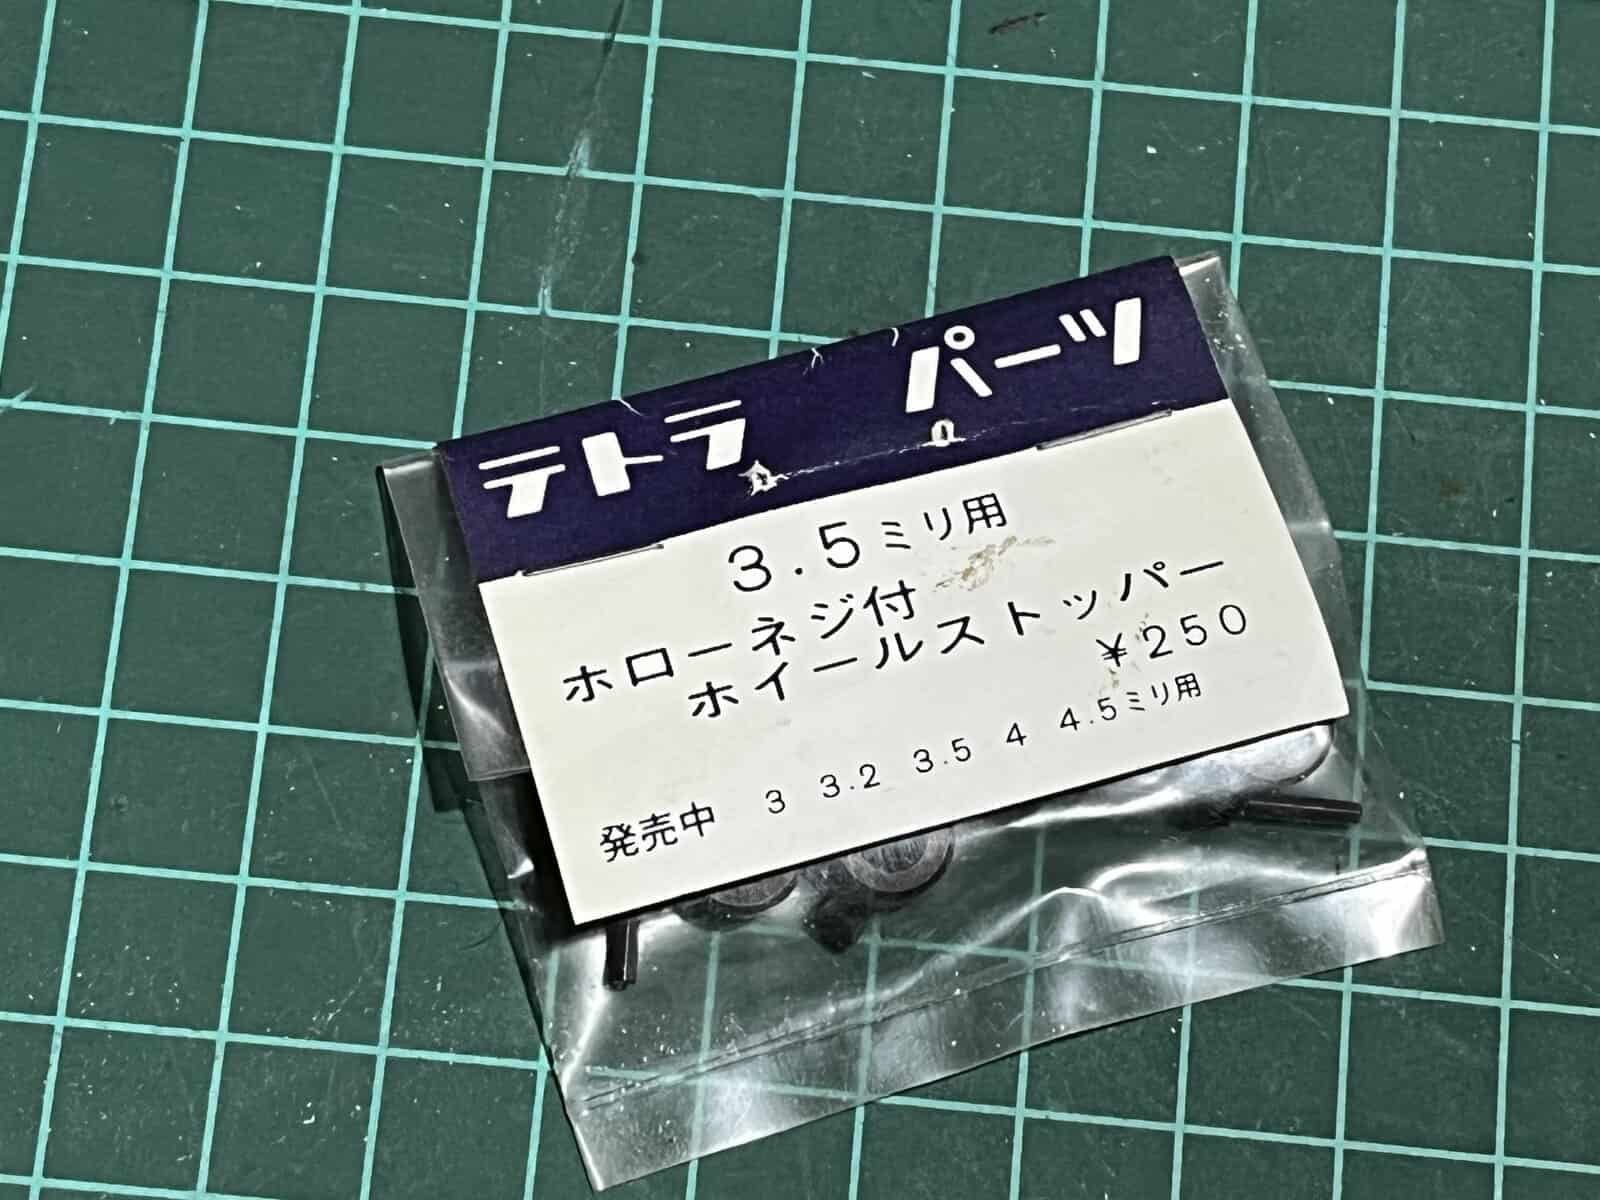 テトラ パーツ
3.5ミリ用
ホローネジ付
ホイールストッパー
¥250
発売中 3 3.2 3.5 4 4.5ミリ用